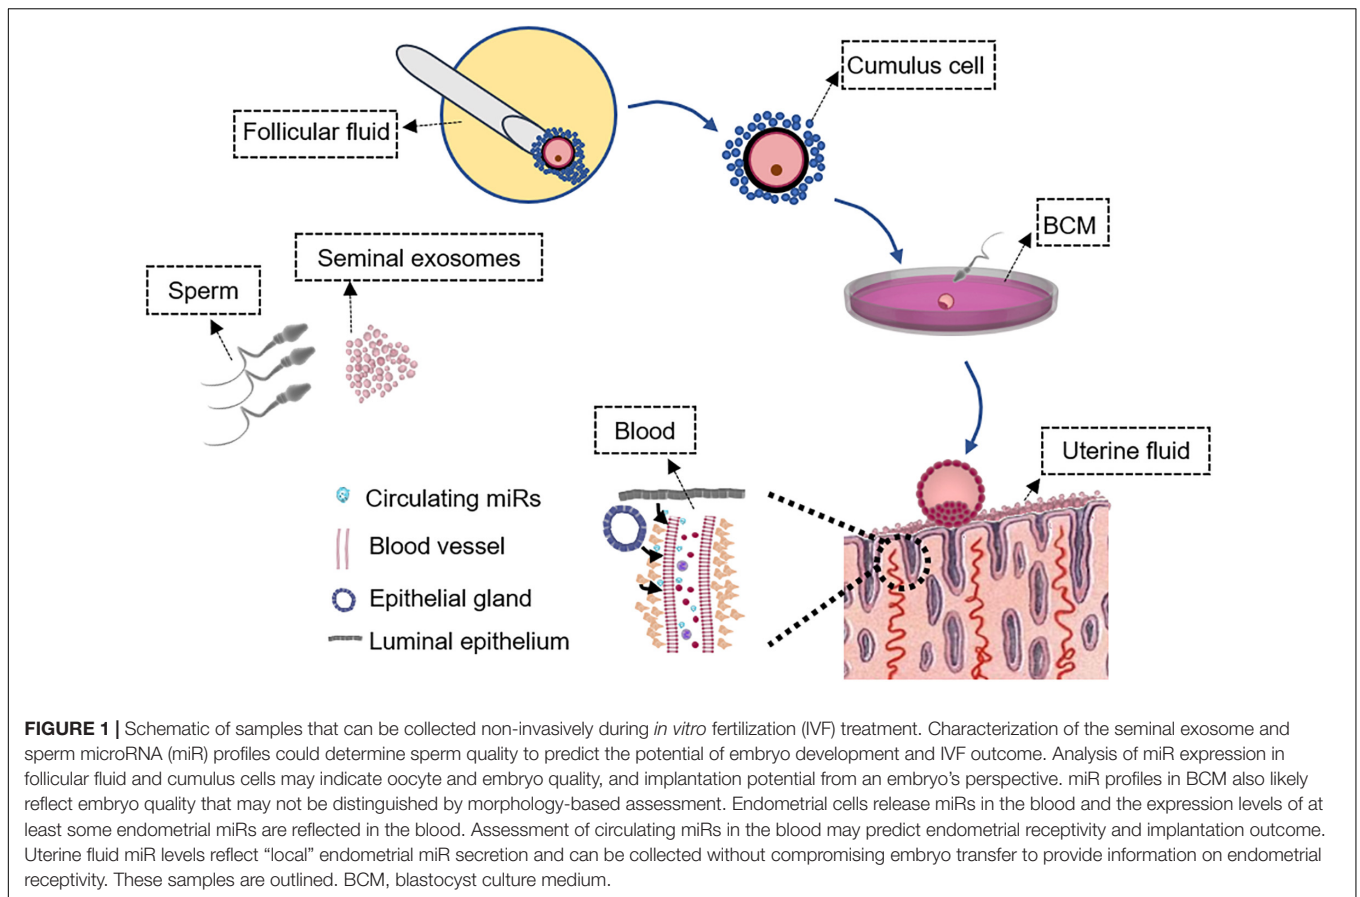 Cumulus cell
Follicular fluid
BCM
Seminal exosomes
Sperm
Blood
Uterine fluid
Circulating miRs
Blood vessel
Epithelial gland
Luminal epithelium
FIGURE 1 | Schematic of samples that can be collected non-invasively during in vitro fertilization (IVF) treatment. Characterization of the seminal exosome and
sperm microRNA (miR) profiles could determine sperm quality to predict the potential of embryo development and IVF outcome. Analysis of miR expression in
follicular fluid and cumulus cells may indicate oocyte and embryo quality, and implantation potential from an embryo's perspective. miR profiles in BCM also likely
reflect embryo quality that may not be distinguished by morphology-based assessment. Endometrial cells release miRs in the blood and the expression levels of at
least some endometrial miRs are reflected in the blood. Assessment of circulating miRs in the blood may predict endometrial receptivity and implantation outcome.
Uterine fluid miR levels reflect “local” endometrial miR secretion and can be collected without compromising embryo transfer to provide information on endometrial
receptivity. These samples are outlined. BCM, blastocyst culture medium.